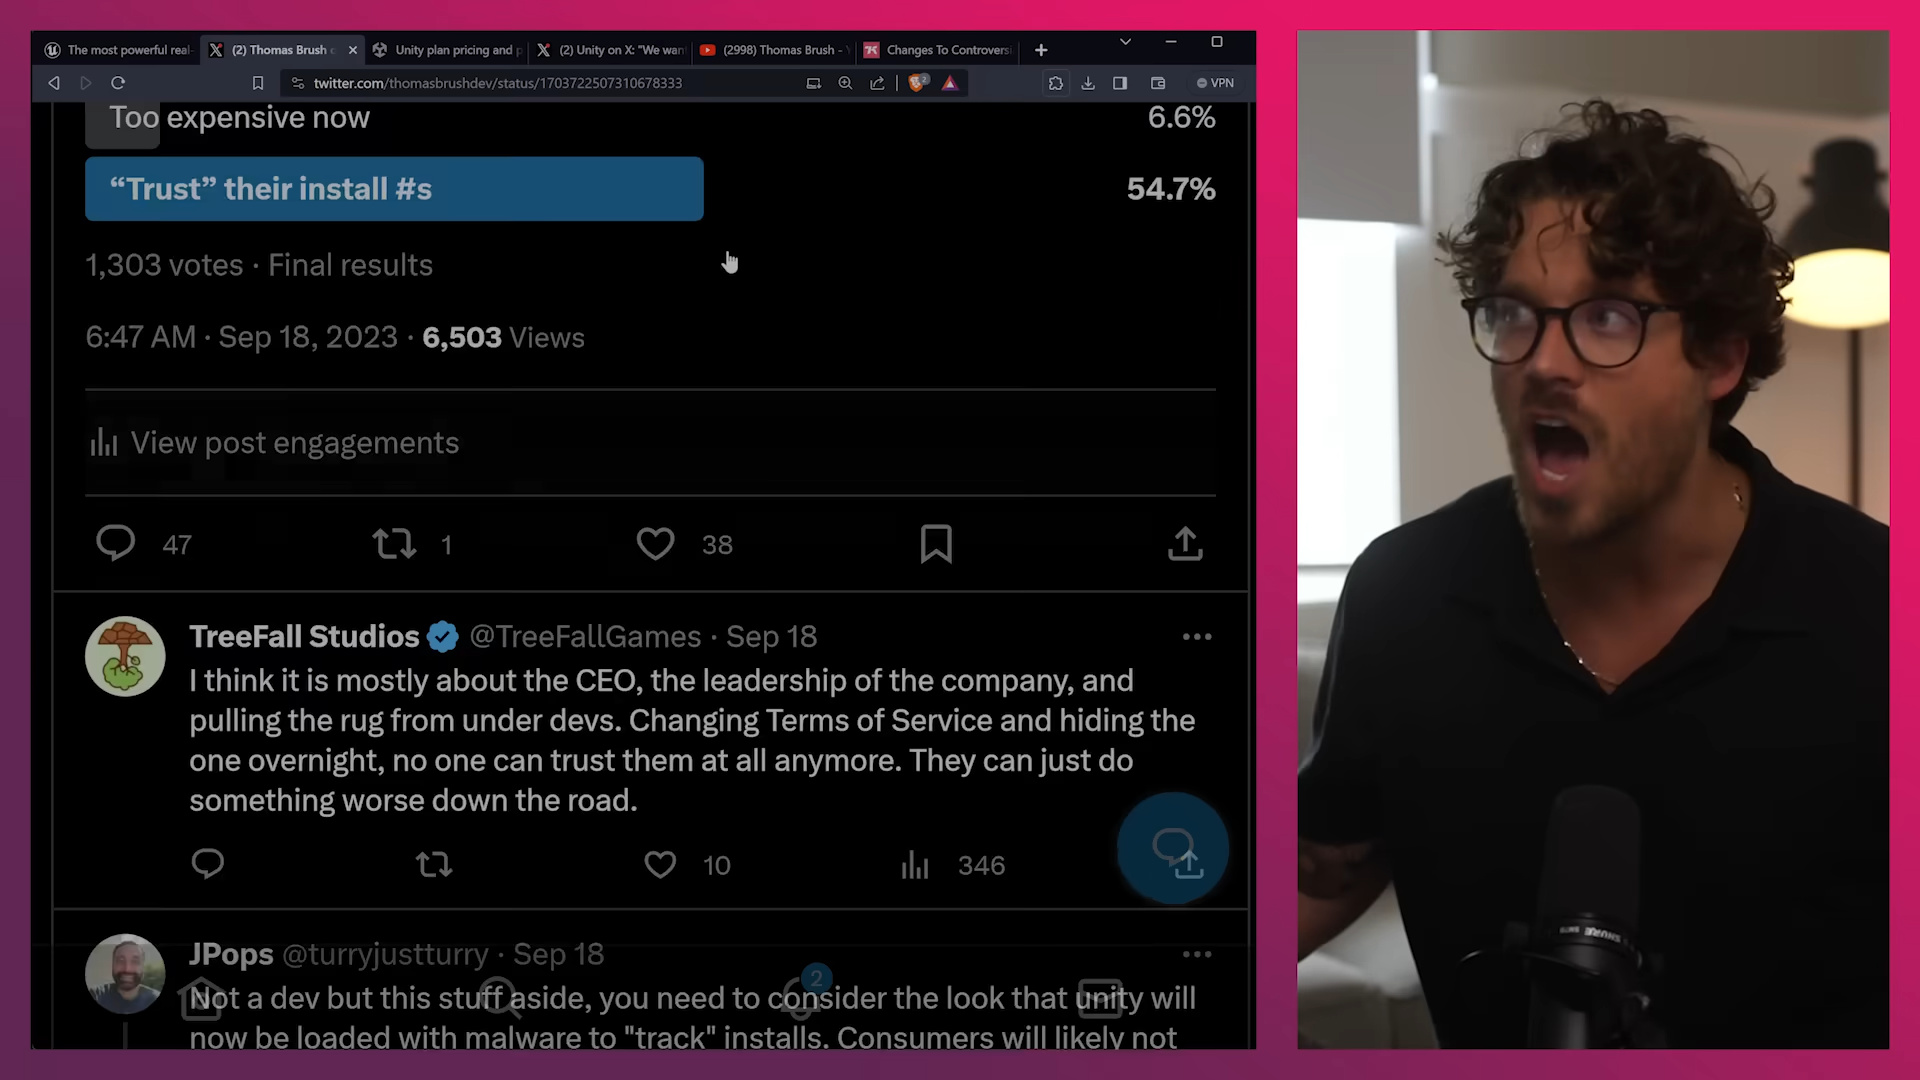 The most powerful real-
(2) Thomas Brush
Unity plan pricing and p
(2) Unity on X: "We wan
(2998) Thomas Brush - Y
Changes To Controversi
twitter.com/thomasbrushdev/status/1703722507310678333
2
VPN
Too expensive now
6.6%
“Trust” their install #s
54.7%
1,303 votes · Final results
6:47 AM · Sep 18, 2023 · 6,503 Views
View post engagements
47
1
38
TreeFall Studios @TreeFallGames · Sep 18
I think it is mostly about the CEO, the leadership of the company, and
pulling the rug from under devs. Changing Terms of Service and hiding the
one overnight, no one can trust them at all anymore. They can just do
something worse down the road.
10
346
JPops @turryjustturry · Sep 18
2
Not a dev but this stuff aside, you need to consider the look that unity will
now be loaded with malware to "track" installs. Consumers will likely not
SHURE